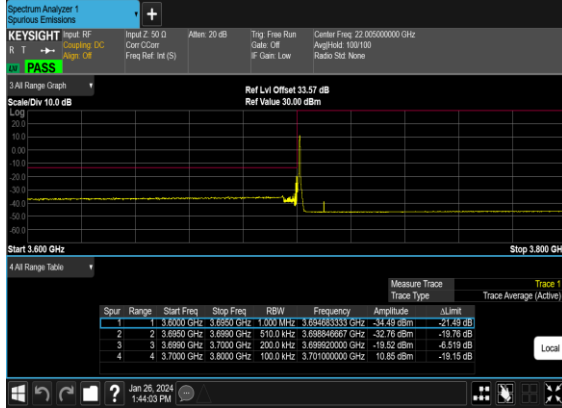 Spectrum Analyzer 1
Spurious Emissions
+
KEYSIGHT Input: RF Input Z: 50 Ω Atten: 20 dB Trig: Free Run Center Freq: 22.005000000 GHz
R T Coupling: DC Corr CCorr Gate: Off Avg|Hold: 100/100
Align: Off Freq Ref: Int (S) IF Gain: Low Radio Std: None
PASS
3 All Range Graph
Ref Lvl Offset 33.57 dB
Scale/Div 10.0 dB Ref Value 30.00 dBm
Log
20.0
10.0
0.00
-10.0
-20.0
-30.0
-40.0
-50.0
-60.0
Start 3.600 GHz Stop 3.800 GH
4 All Range Table
Measure Trace Trace 1
Trace Type Trace Average (Active)
Spur Range Start Freq Stop Freq RBW Frequency Amplitude ΔLimit
1 1 3.6000 GHz 3.6950 GHz 1.000 MHz 3.694683333 GHz -34.49 dBm -21.49 dB
2 2 3.6950 GHz 3.6990 GHz 510.0 kHz 3.698846667 GHz -32.76 dBm -19.76 dB
3 3 3.6990 GHz 3.7000 GHz 200.0 kHz 3.699920000 GHz -19.52 dBm -6.519 dB
4 4 3.7000 GHz 3.8000 GHz 100.0 kHz 3.701000000 GHz 10.85 dBm -19.15 dB
Local
? Jan 26, 2024
1:44:03 PM